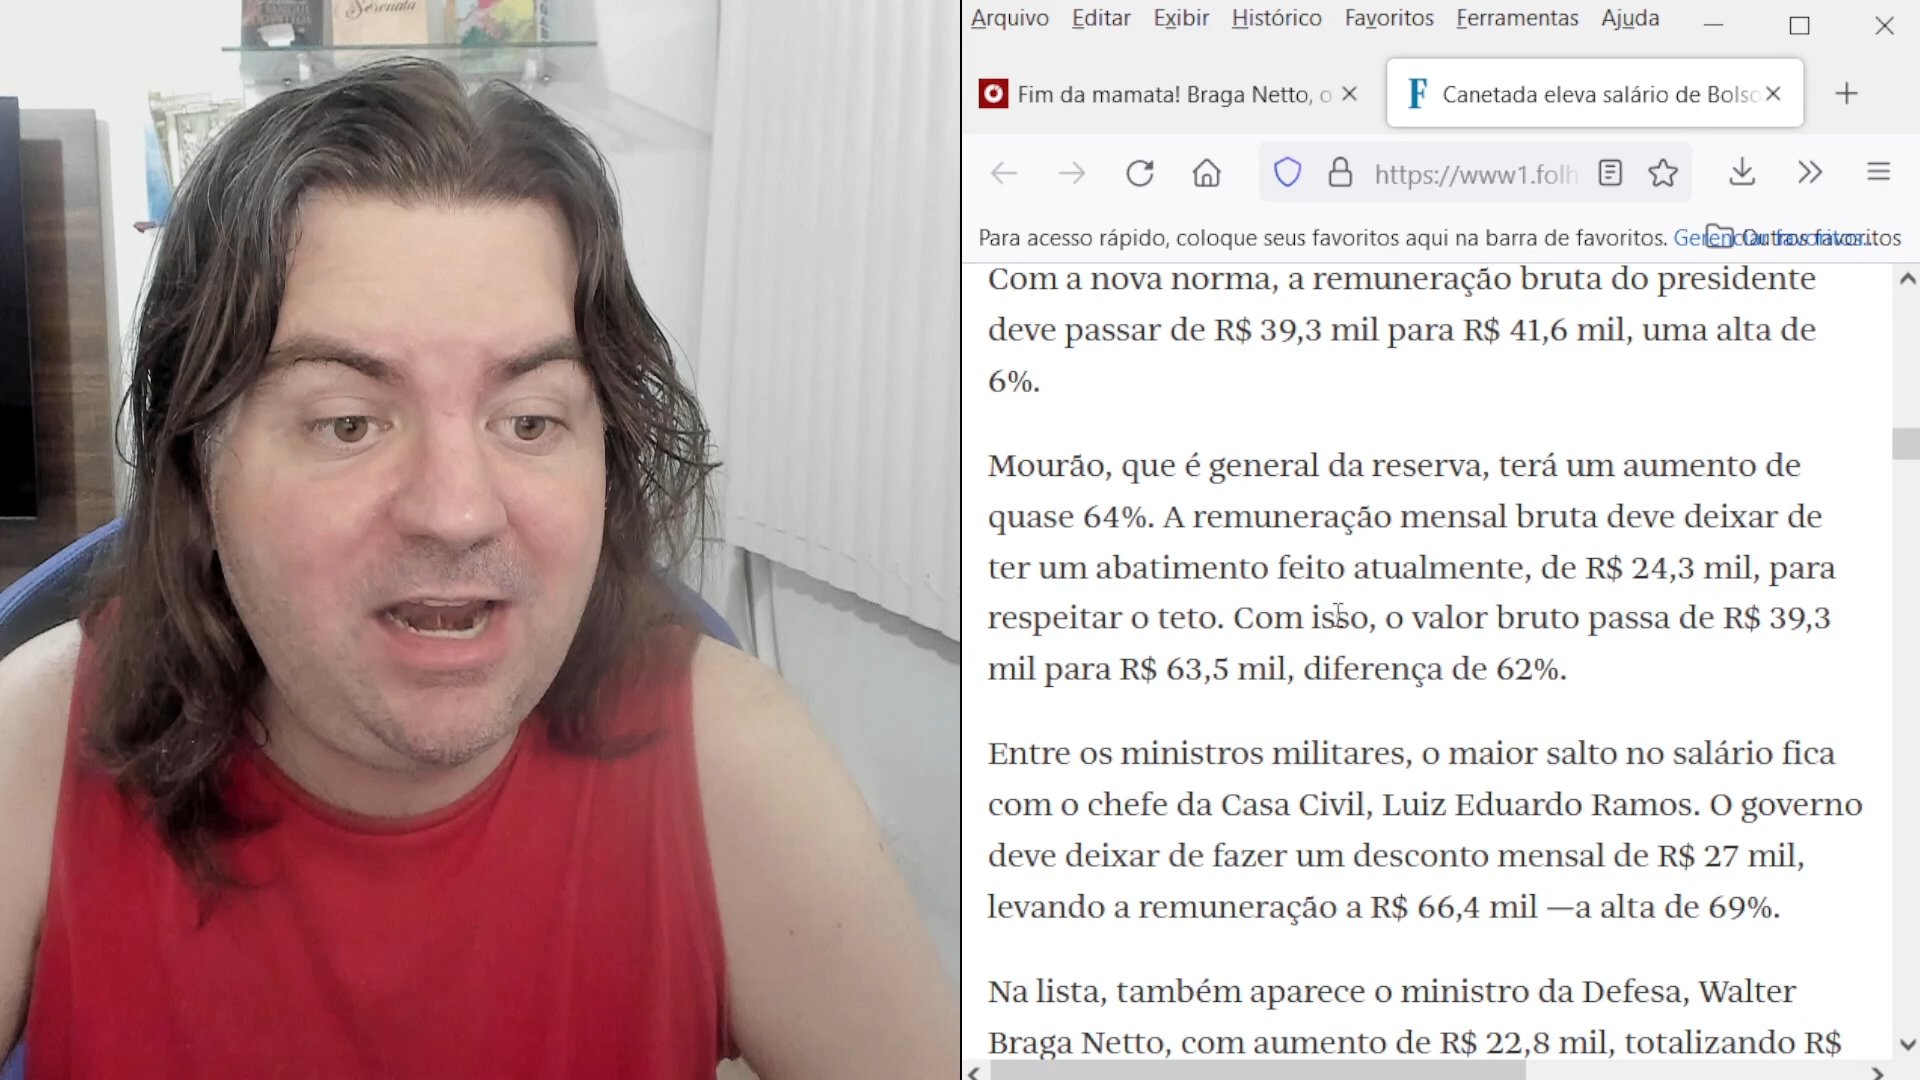 Serenata
Arquivo Editar Exibir Histórico Favoritos Ferramentas Ajuda
Fim da mamata! Braga Netto, o
Canetada eleva salário de Bolso
https://www1.folh
Para acesso rápido, coloque seus favoritos aqui na barra de favoritos. Gerenciar favoritos... Outros favoritos
Com a nova norma, a remuneração bruta do presidente
deve passar de R$ 39,3 mil para R$ 41,6 mil, uma alta de
6%.
Mourão, que é general da reserva, terá um aumento de
quase 64%. A remuneração mensal bruta deve deixar de
ter um abatimento feito atualmente, de R$ 24,3 mil, para
respeitar o teto. Com isso, o valor bruto passa de R$ 39,3
mil para R$ 63,5 mil, diferença de 62%.
Entre os ministros militares, o maior salto no salário fica
com o chefe da Casa Civil, Luiz Eduardo Ramos. O governo
deve deixar de fazer um desconto mensal de R$ 27 mil,
levando a remuneração a R$ 66,4 mil —a alta de 69%.
Na lista, também aparece o ministro da Defesa, Walter
Braga Netto, com aumento de R$ 22,8 mil, totalizando R$